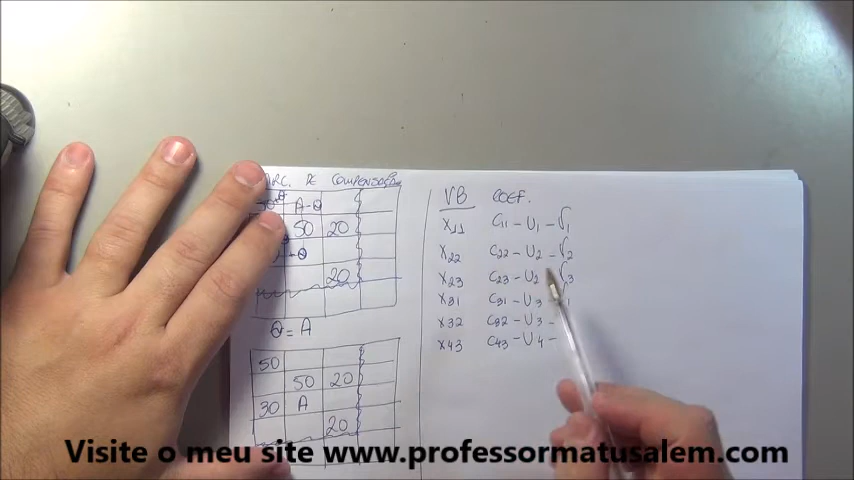 DE COMPENSAÇÃO
A-θ
50 20
20
θ = A
50
50 20
30 A
20
VB COEF.
X11 C11 - U1 - V1
X22 C22 - U2 - V2
X23 C23 - U2 - V3
X31 C31 - U3 - V1
X32 C32 - U3 -
X43 C43 - U4 -
Visite o meu site www.professormatusalem.com